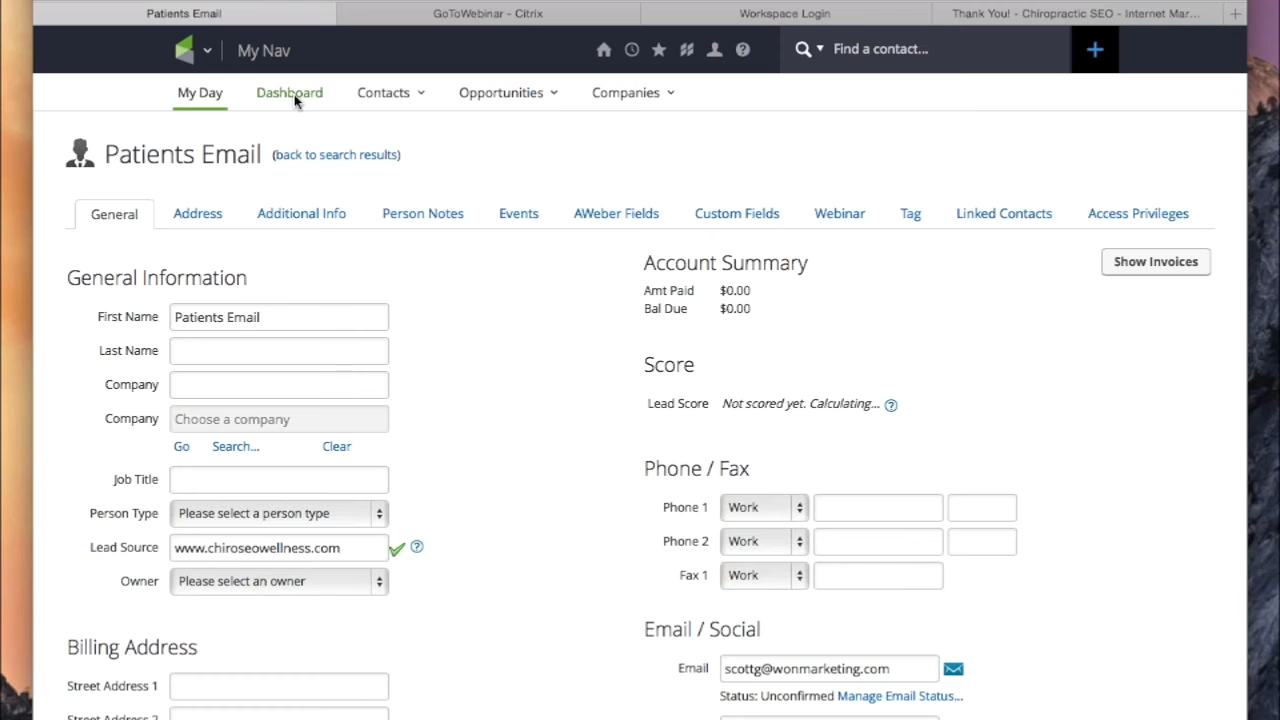 Patients Email
GoToWebinar - Citrix
Workspace Login
Thank You! - Chiropractic SEO - Internet Mar...
My Nav
Find a contact...
My Day
Dashboard
Contacts
Opportunities
Companies
Patients Email (back to search results)
General
Address
Additional Info
Person Notes
Events
AWeber Fields
Custom Fields
Webinar
Tag
Linked Contacts
Access Privileges
General Information
First Name Patients Email
Last Name
Company
Company Choose a company
Go Search... Clear
Job Title
Person Type Please select a person type
Lead Source www.chiroseowellness.com ?
Owner Please select an owner
Billing Address
Street Address 1
Street Address 2
Account Summary
Show Invoices
Amt Paid $0.00
Bal Due $0.00
Score
Lead Score Not scored yet. Calculating... ?
Phone / Fax
Phone 1 Work
Phone 2 Work
Fax 1 Work
Email / Social
Email scottg@wonmarketing.com
Status: Unconfirmed Manage Email Status...